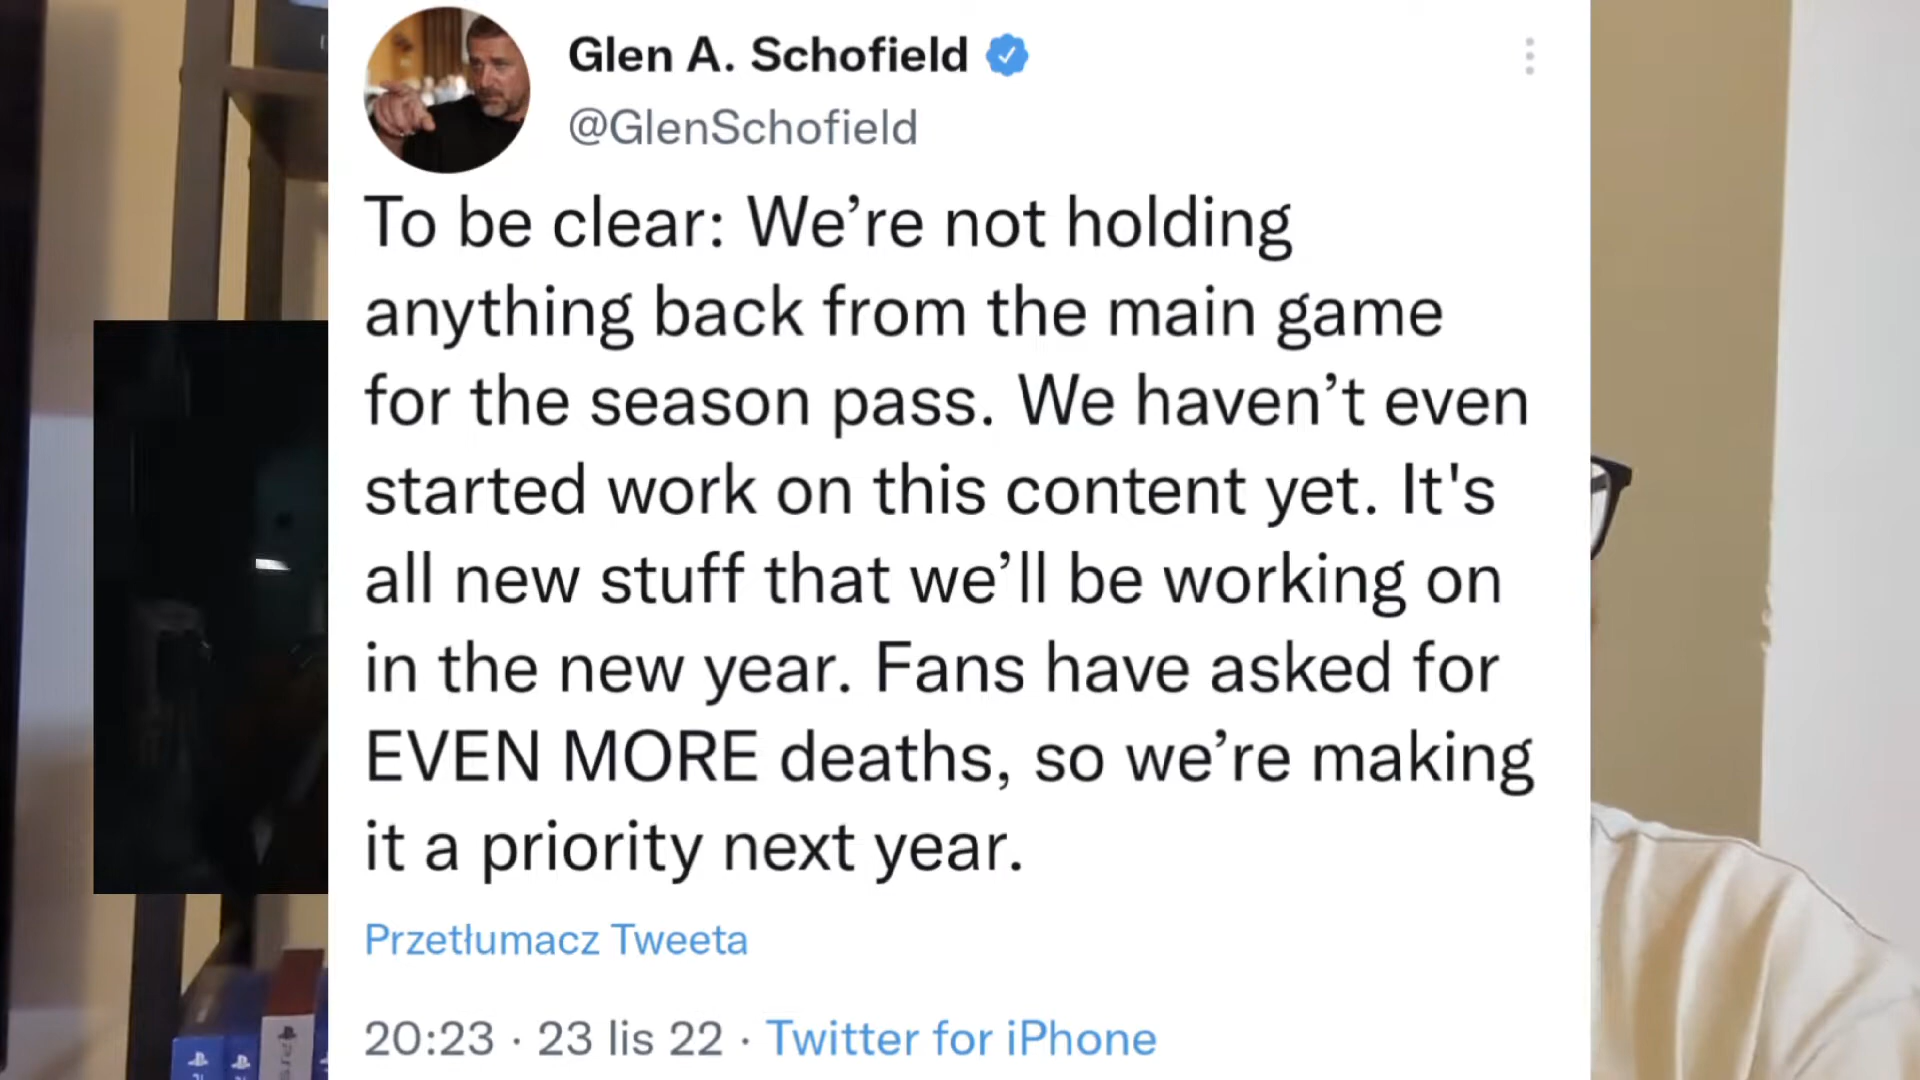 Glen A. Schofield
@GlenSchofield
To be clear: We’re not holding
anything back from the main game
for the season pass. We haven’t even
started work on this content yet. It's
all new stuff that we’ll be working on
in the new year. Fans have asked for
EVEN MORE deaths, so we’re making
it a priority next year.
Przetłumacz Tweeta
20:23 · 23 lis 22 · Twitter for iPhone